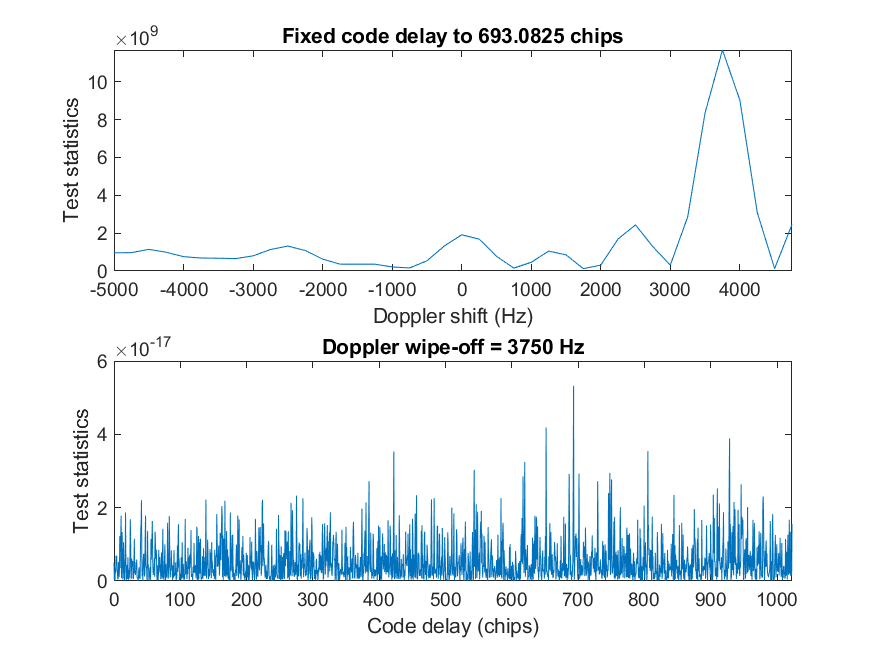 Fixed code delay to 693.0825 chips
×10^9
Test statistics
10
8
6
4
2
0
-5000 -4000 -3000 -2000 -1000 0 1000 2000 3000 4000
Doppler shift (Hz)
Doppler wipe-off = 3750 Hz
×10^-17
Test statistics
6
4
2
0
0 100 200 300 400 500 600 700 800 900 1000
Code delay (chips)